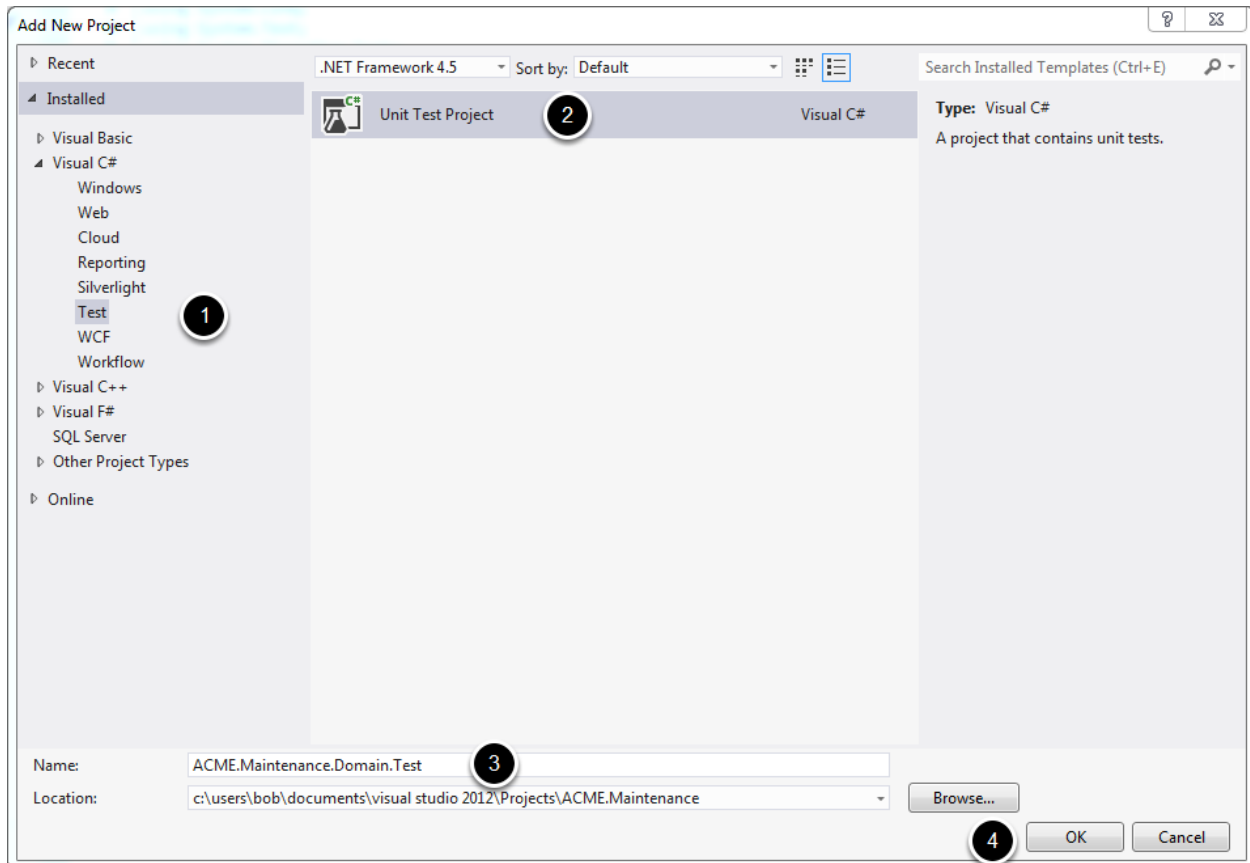 Add New Project
Recent
.NET Framework 4.5 Sort by: Default
Search Installed Templates (Ctrl+E)
Installed
Visual Basic
Visual C#
Windows
Web
Cloud
Reporting
Silverlight
Test
1
WCF
Workflow
Visual C++
Visual F#
SQL Server
Other Project Types
Online
C#
Unit Test Project 2 Visual C#
Type: Visual C#
A project that contains unit tests.
Name: ACME.Maintenance.Domain.Test 3
Location: c:\users\bob\documents\visual studio 2012\Projects\ACME.Maintenance Browse...
4 OK Cancel